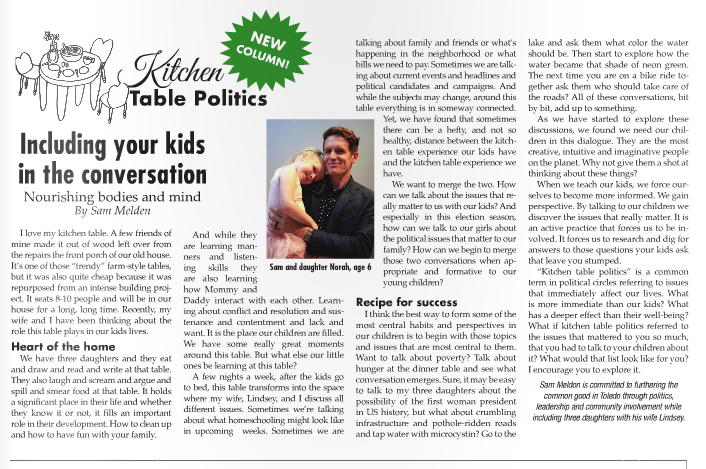 NEW
COLUMN!
Kitchen
Table Politics
Including your kids
in the conversation
Nourishing bodies and mind
By Sam Melden
I love my kitchen table. A few friends of
mine made it out of wood left over from
the repairs the front porch of our old house.
It's one of those "trendy" farm-style tables,
but it was also quite cheap because it was
repurposed from an intense building proj-
ect. It seats 8-10 people and will be in our
house for a long, long time. Recently, my
wife and I have been thinking about the
role this table plays in our kids lives.
Heart of the home
We have three daughters and they eat
and draw and read and write at that table.
They also laugh and scream and argue and
spill and smear food at that table. It holds
a significant place in their life and whether
they know it or not, it fills an important
role in their development. How to clean up
and how to have fun with your family.
And while they
are learning man-
ners and listen-
ing skills they
are also learning
how Mommy and
Daddy interact with each other. Learn-
ing about conflict and resolution and sus-
tenance and contentment and lack and
want. It is the place our children are filled.
We have some really great moments
around this table. But what else our little
ones be learning at this table?
A few nights a week, after the kids go
to bed, this table transforms into the space
where my wife, Lindsey, and I discuss all
different issues. Sometimes we're talking
about what homeschooling might look like
in upcoming weeks. Sometimes we are
Sam and daughter Norah, age 6
talking about family and friends or what's
happening in the neighborhood or what
bills we need to pay. Sometimes we are talk-
ing about current events and headlines and
political candidates and campaigns. And
while the subjects may change, around this
table everything is in someway connected.
Yet, we have found that sometimes
there can be a hefty, and not so
healthy, distance between the kitch-
en table experience our kids have
and the kitchen table experience we
have.
We want to merge the two. How
can we talk about the issues that re-
ally matter to us with our kids? And
especially in this election season,
how can we talk to our girls about
the political issues that matter to our
family? How can we begin to merge
those two conversations when ap-
propriate and formative to our
young children?
Recipe for success
I think the best way to form some of the
most central habits and perspectives in
our children is to begin with those topics
and issues that are most central to them.
Want to talk about poverty? Talk about
hunger at the dinner table and see what
conversation emerges. Sure, it may be easy
to talk to my three daughters about the
possibility of the first woman president
in US history, but what about crumbling
infrastructure and pothole-ridden roads
and tap water with microcystin? Go to the
lake and ask them what color the water
should be. Then start to explore how the
water became that shade of neon green.
The next time you are on a bike ride to-
gether ask them who should take care of
the roads? All of these conversations, bit
by bit, add up to something.
As we have started to explore these
discussions, we found we need our chil-
dren in this dialogue. They are the most
creative, intuitive and imaginative people
on the planet. Why not give them a shot at
thinking about these things?
When we teach our kids, we force our-
selves to become more informed. We gain
perspective. By talking to our children we
discover the issues that really matter. It is
an active practice that forces us to be in-
volved. It forces us to research and dig for
answers to those questions your kids ask
that leave you stumped.
"Kitchen table politics" is a common
term in political circles referring to issues
that immediately affect our lives. What
is more immediate than our kids? What
has a deeper effect than their well-being?
What if kitchen table politics referred to
the issues that mattered to you so much,
that you had to talk to your children about
it? What would that list look like for you?
I encourage you to explore it.
Sam Meldon is committed to furthering the
common good in Toledo through politics,
leadership and community involvement while
including three daughters with his wife Lindsey.